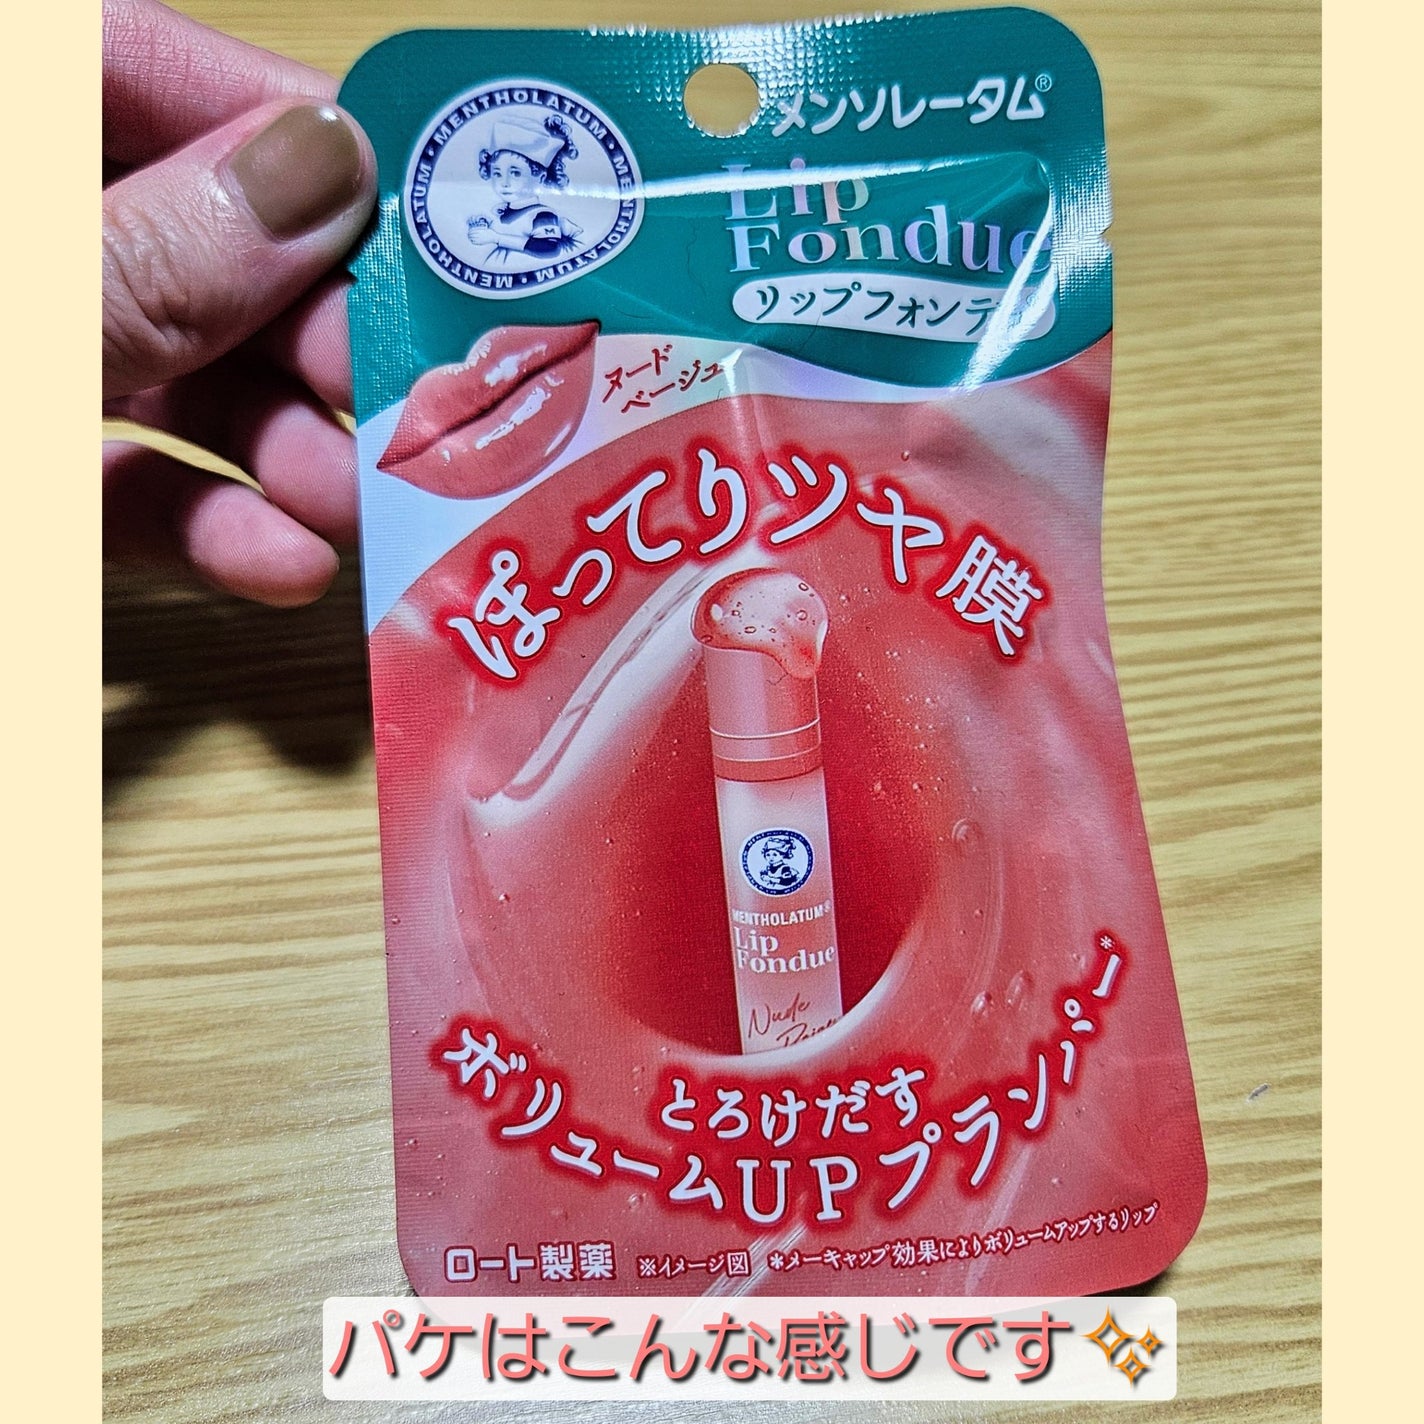 MENTHOLATUM・MENTHOLATUM・MENTHOLATUM
メンソレータム®
Lip
Fondue
リップフォンデ
ヌード
ベージュ
ぽってりツヤ膜
MENTHOLATUM®
Lip
Fondue
Nude
とろけだす
ボリュームUPプランパー*
ロート製薬 ※イメージ図 *メーキャップ効果によりボリュームアップするリップ
パケはこんな感じです✨